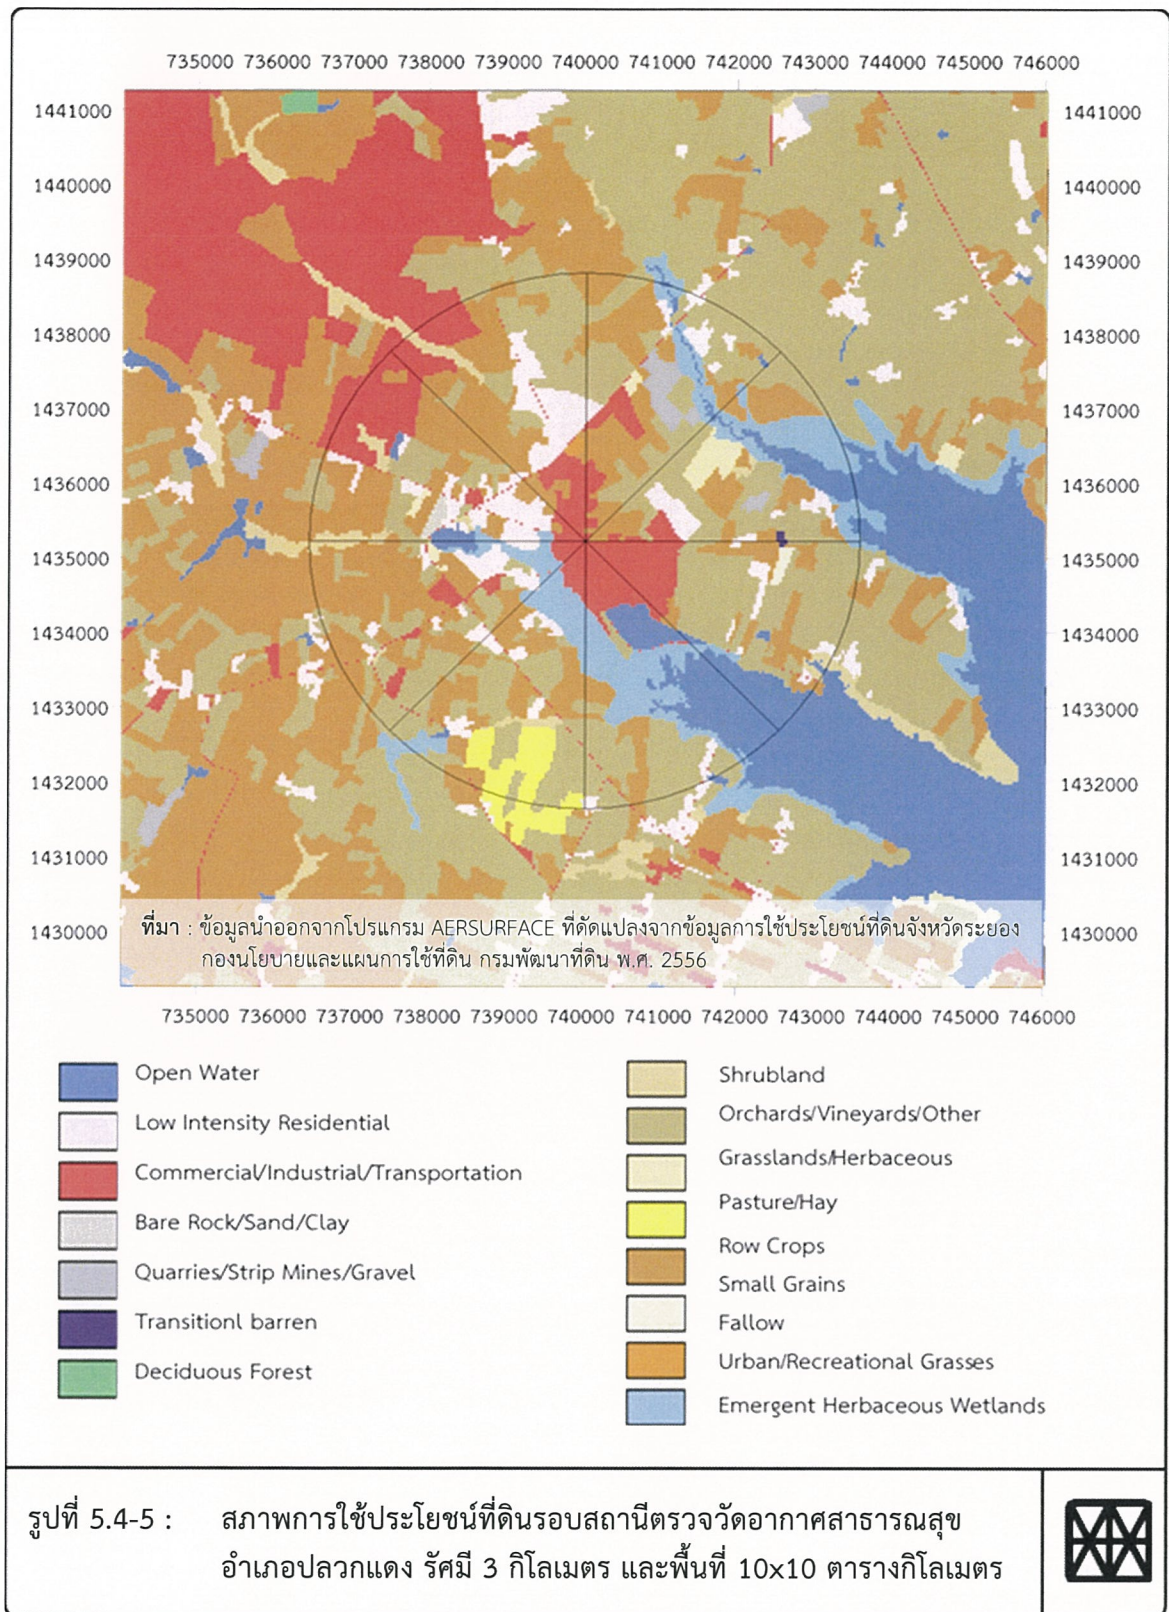 735000 736000 737000 738000 739000 740000 741000 742000 743000 744000 745000 746000
1441000 1441000
1440000 1440000
1439000 1439000
1438000 1438000
1437000 1437000
1436000 1436000
1435000 1435000
1434000 1434000
1433000 1433000
1432000 1432000
1431000 1431000
1430000 1430000
ที่มา : ข้อมูลนำออกจากโปรแกรม AERSURFACE ที่ดัดแปลงจากข้อมูลการใช้ประโยชน์ที่ดินจังหวัดระยอง
กองนโยบายและแผนการใช้ที่ดิน กรมพัฒนาที่ดิน พ.ศ. 2556
735000 736000 737000 738000 739000 740000 741000 742000 743000 744000 745000 746000
Open Water
Low Intensity Residential
Commercial/Industrial/Transportation
Bare Rock/Sand/Clay
Quarries/Strip Mines/Gravel
Transitionl barren
Deciduous Forest
Shrubland
Orchards/Vineyards/Other
Grasslands/Herbaceous
Pasture/Hay
Row Crops
Small Grains
Fallow
Urban/Recreational Grasses
Emergent Herbaceous Wetlands
รูปที่ 5.4-5 : สภาพการใช้ประโยชน์ที่ดินรอบสถานีตรวจวัดอากาศสาธารณสุข
อำเภอปลวกแดง รัศมี 3 กิโลเมตร และพื้นที่ 10x10 ตารางกิโลเมตร